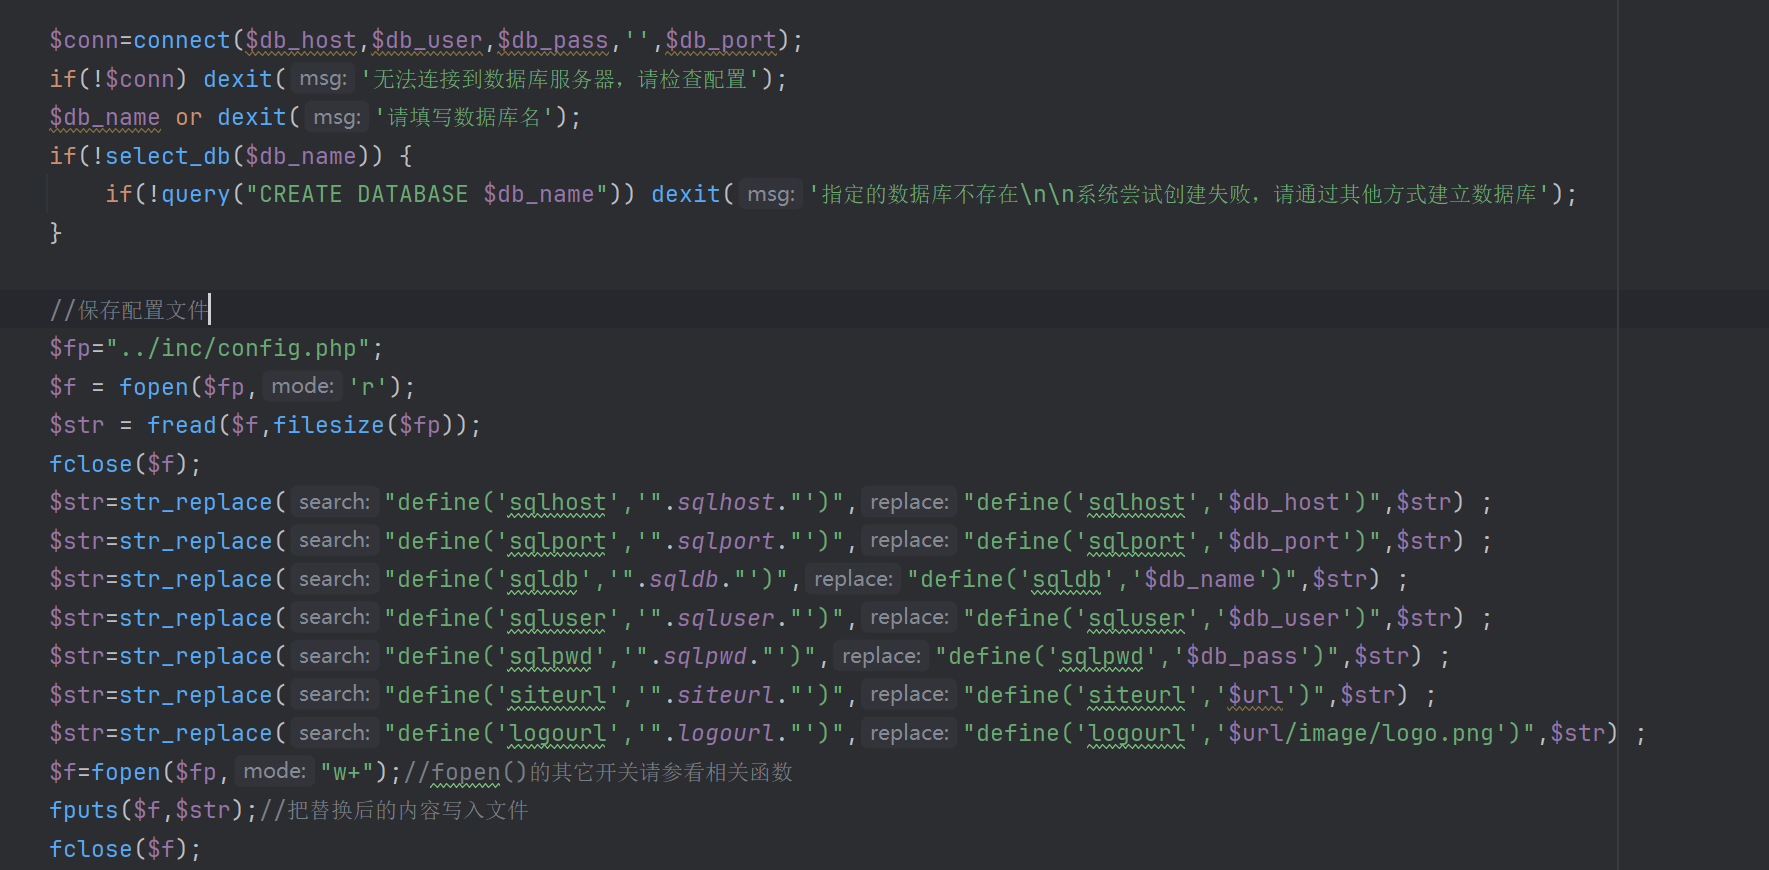 $conn=connect($db_host,$db_user,$db_pass,'',$db_port);
if(!$conn) dexit( msg: '无法连接到数据库服务器，请检查配置');
$db_name or dexit( msg: '请填写数据库名');
if(!select_db($db_name)) {
if(!query("CREATE DATABASE $db_name")) dexit( msg: '指定的数据库不存在\n\n系统尝试创建失败，请通过其他方式建立数据库');
}
//保存配置文件
$fp="../inc/config.php";
$f = fopen($fp, mode: 'r');
$str = fread($f,filesize($fp));
fclose($f);
$str=str_replace( search: "define('sqlhost','".sqlhost."')", replace: "define('sqlhost','$db_host')",$str) ;
$str=str_replace( search: "define('sqlport','".sqlport."')", replace: "define('sqlport','$db_port')",$str) ;
$str=str_replace( search: "define('sqldb','".sqldb."')", replace: "define('sqldb','$db_name')",$str) ;
$str=str_replace( search: "define('sqluser','".sqluser."')", replace: "define('sqluser','$db_user')",$str) ;
$str=str_replace( search: "define('sqlpwd','".sqlpwd."')", replace: "define('sqlpwd','$db_pass')",$str) ;
$str=str_replace( search: "define('siteurl','".siteurl."')", replace: "define('siteurl','$url')",$str) ;
$str=str_replace( search: "define('logourl','".logourl."')", replace: "define('logourl','$url/image/logo.png')",$str) ;
$f=fopen($fp, mode: "w+");//fopen()的其它开关请参看相关函数
fputs($f,$str);//把替换后的内容写入文件
fclose($f);